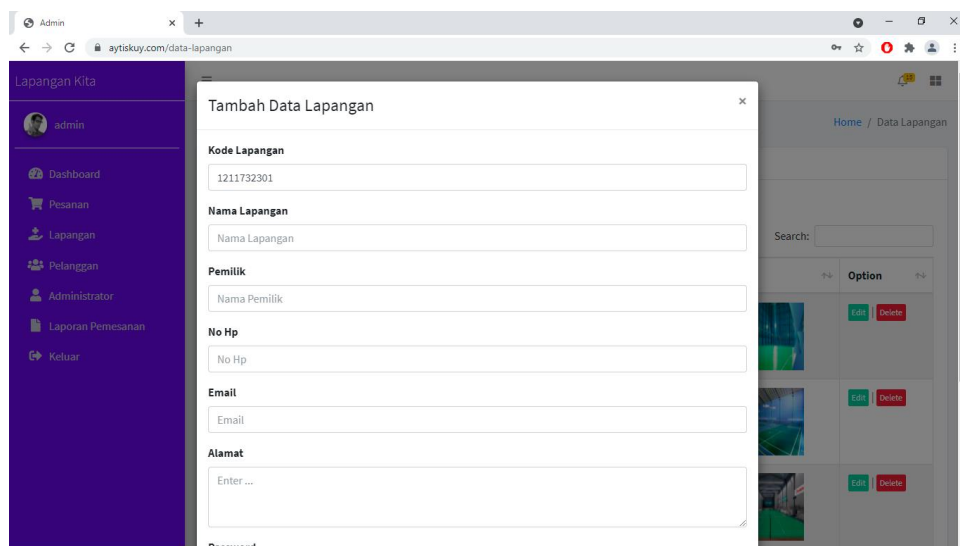 Admin
aytiskuy.com/data-lapangan
Lapangan Kita
admin
Dashboard
Pesanan
Lapangan
Pelanggan
Administrator
Laporan Pemesanan
Keluar
Tambah Data Lapangan
×
Kode Lapangan
1211732301
Nama Lapangan
Nama Lapangan
Pemilik
Nama Pemilik
No Hp
No Hp
Email
Email
Alamat
Enter ...
Password
Home / Data Lapangan
Search:
Option
Edit | Delete
Edit | Delete
Edit | Delete